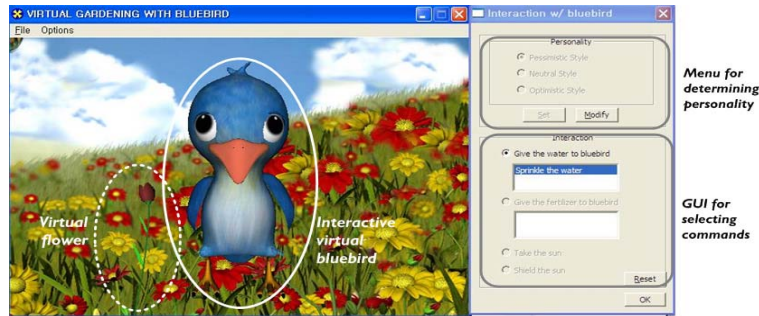 VIRTUAL GARDENING WITH BLUEBIRD
File Options
Virtual
flower
Interactive
virtual
bluebird
Interaction w/ bluebird
Personality
Pessimistic Style
Neutral Style
Optimistic Style
Set Modify
Interaction
Give the water to bluebird
Sprinkle the water
Give the fertilizer to bluebird
Take the sun
Shield the sun
Reset
OK
Menu for
determining
personality
GUI for
selecting
commands